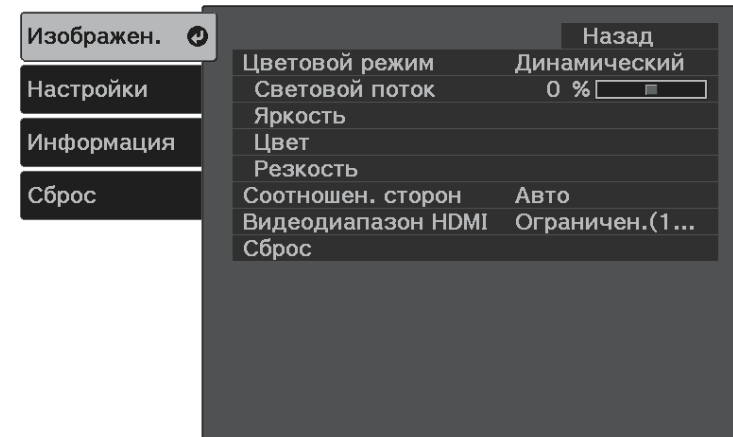 Изображен.
Настройки
Информация
Сброс
Назад
Цветовой режим Динамический
Световой поток 0 %
Яркость
Цвет
Резкость
Соотношен. сторон Авто
Видеодиапазон HDMI Ограничен.(1...
Сброс